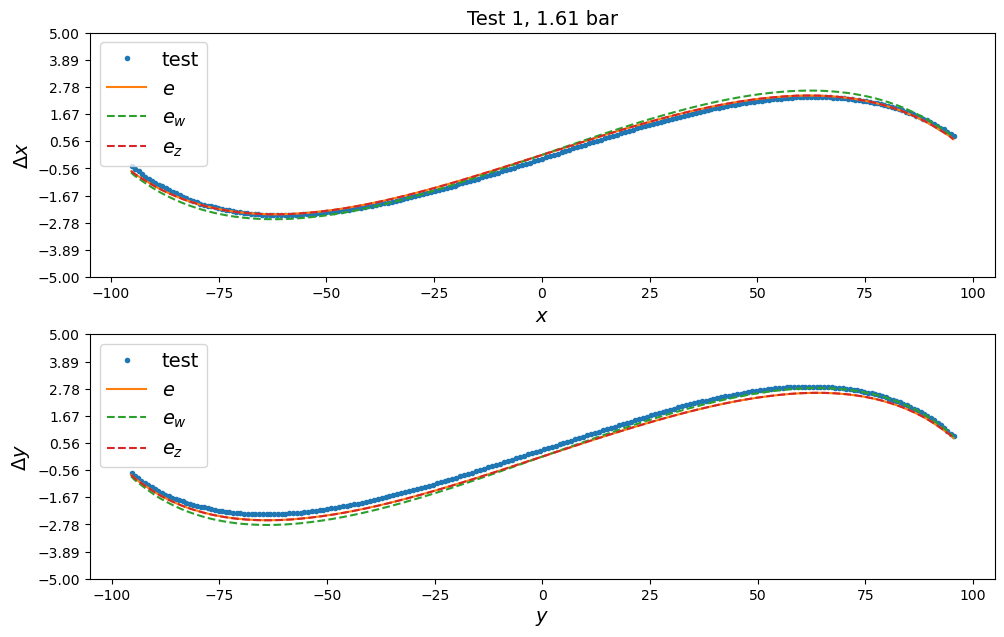 Test 1, 1.61 bar
5.00
3.89
2.78
1.67
0.56
−0.56
−1.67
−2.78
−3.89
−5.00
Δx
test
e
e_w
e_z
−100 −75 −50 −25 0 25 50 75 100
x
5.00
3.89
2.78
1.67
0.56
−0.56
−1.67
−2.78
−3.89
−5.00
Δy
test
e
e_w
e_z
−100 −75 −50 −25 0 25 50 75 100
y